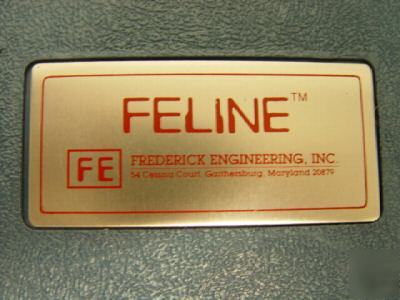 FELINE™
FE
FREDERICK ENGINEERING, INC.
54 Cessna Court, Gaithersburg, Maryland 20879